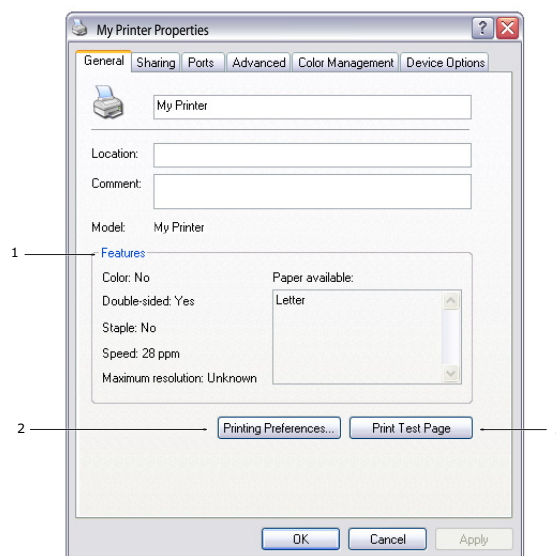 My Printer Properties
General Sharing Ports Advanced Color Management Device Options
My Printer
Location:
Comment:
Model: My Printer
1
Features
Color: No
Paper available:
Double-sided: Yes
Letter
Staple: No
Speed: 28 ppm
Maximum resolution: Unknown
2
Printing Preferences...
Print Test Page
OK Cancel Apply